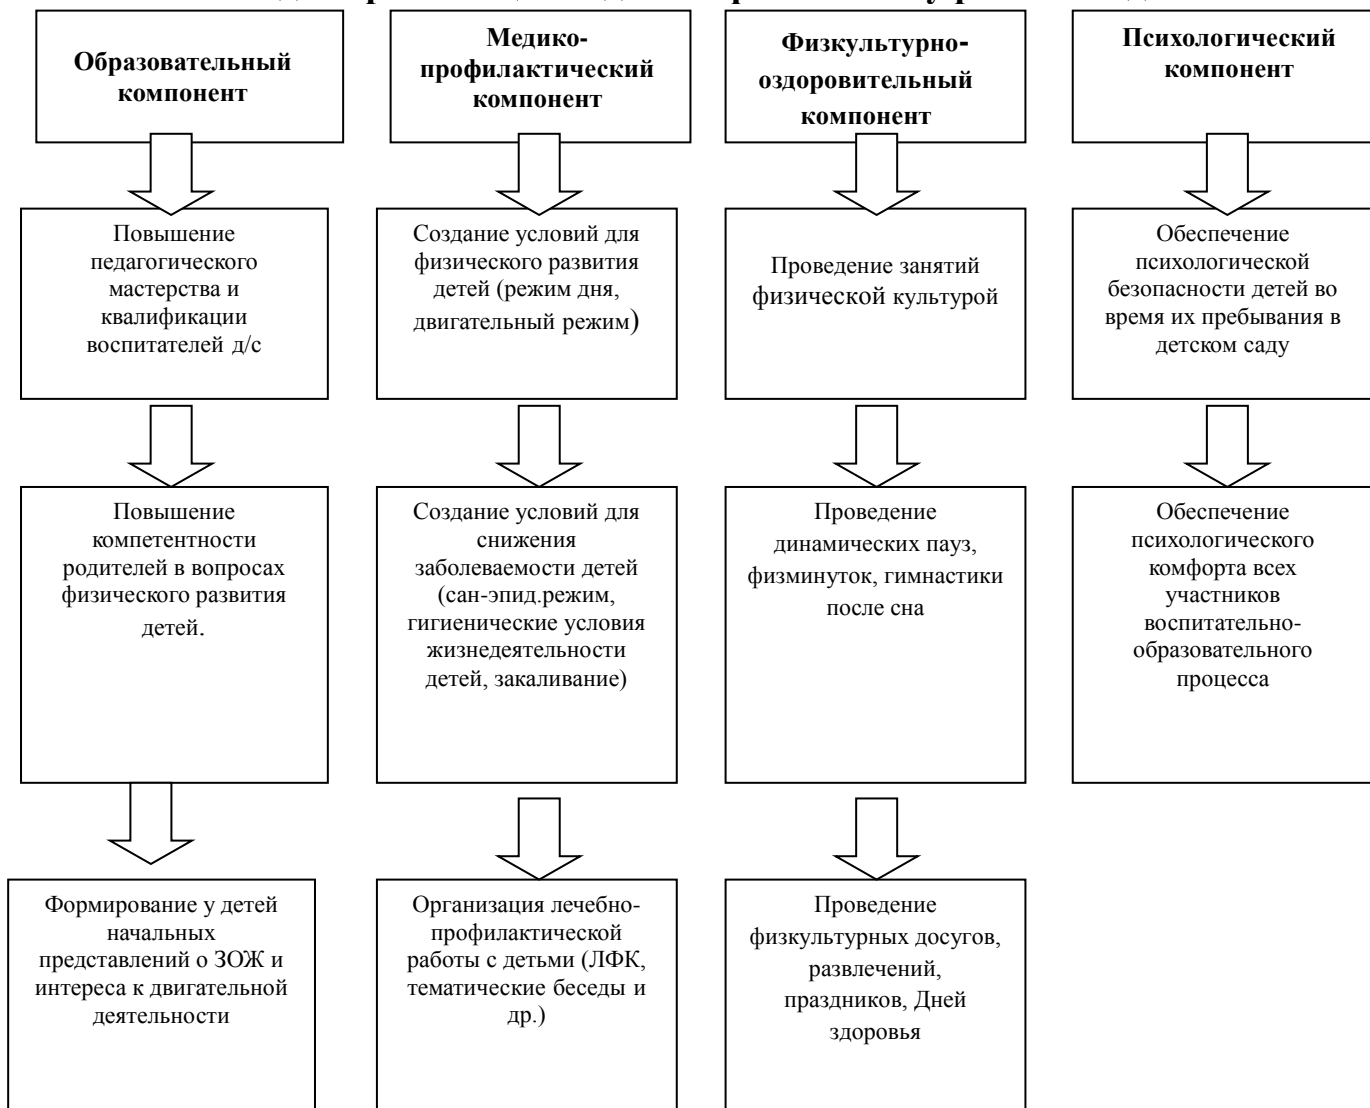 Образовательный
компонент
Медико-
профилактический
компонент
Физкультурно-
оздоровительный
компонент
Психологический
компонент
Повышение
педагогического
мастерства и
квалификации
воспитателей д/с
Создание условий для
физического развития
детей (режим дня,
двигательный режим)
Проведение занятий
физической культурой
Обеспечение
психологической
безопасности детей во
время их пребывания в
детском саду
Повышение
компетентности
родителей в вопросах
физического развития
детей.
Создание условий для
снижения
заболеваемости детей
(сан-эпид.режим,
гигиенические условия
жизнедеятельности
детей, закаливание)
Проведение
динамических пауз,
физминуток, гимнастики
после сна
Обеспечение
психологического
комфорта всех
участников
воспитательно-
образовательного
процесса
Формирование у детей
начальных
представлений о ЗОЖ и
интереса к двигательной
деятельности
Организация лечебно-
профилактической
работы с детьми (ЛФК,
тематические беседы и
др.)
Проведение
физкультурных досугов,
развлечений,
праздников, Дней
здоровья